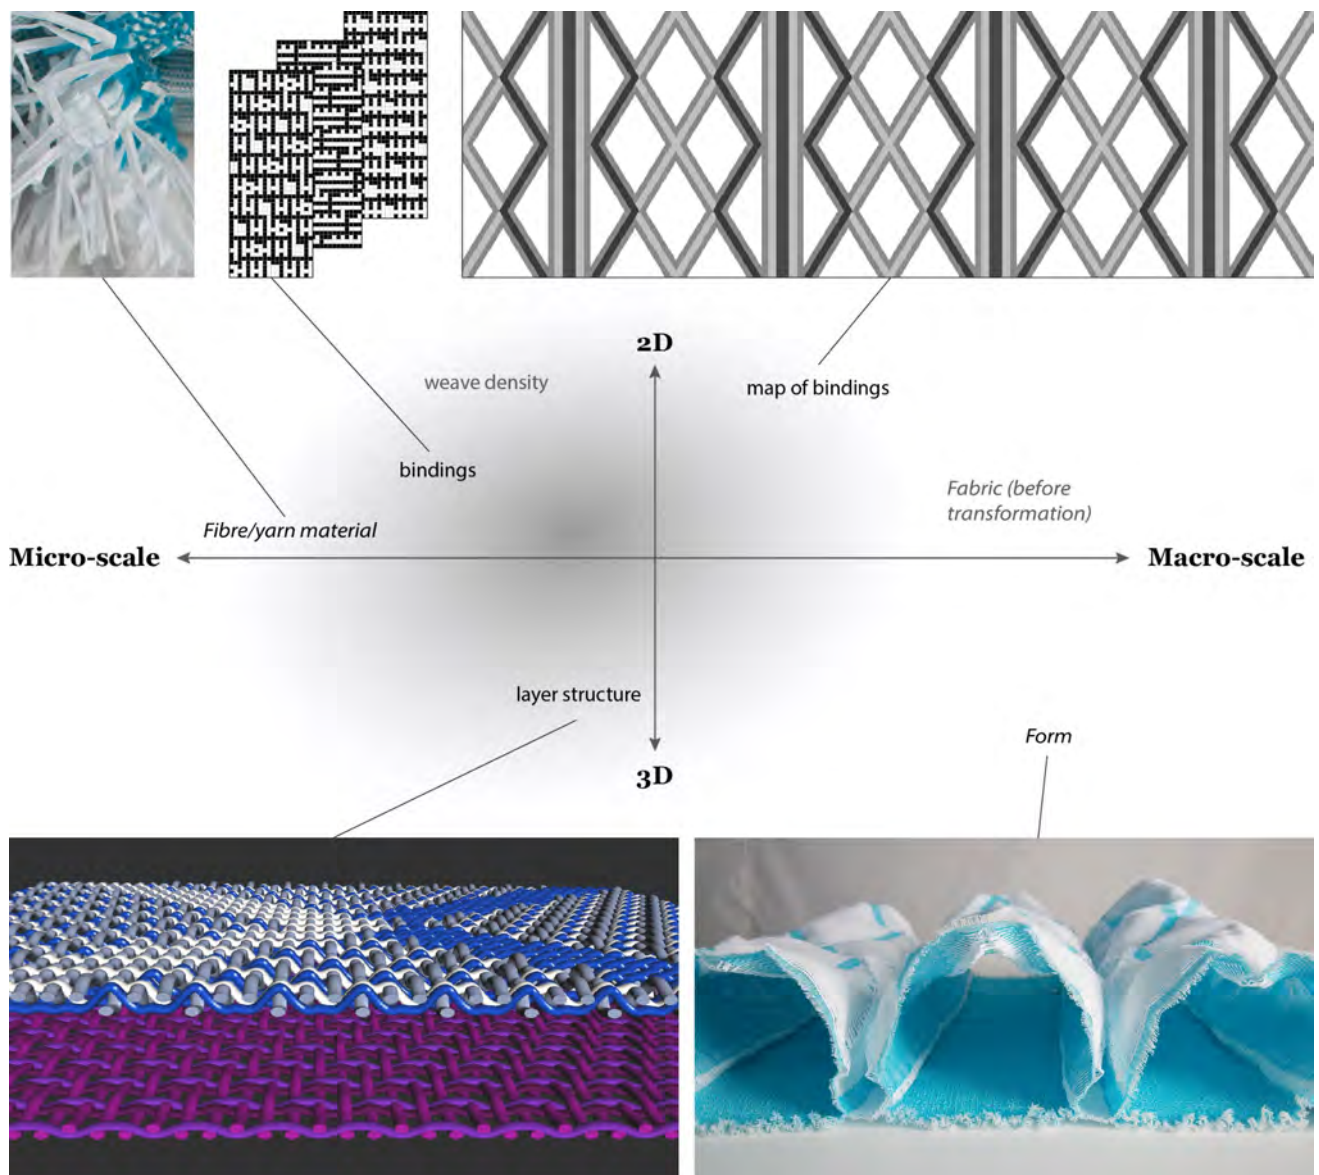 2D
weave density
map of bindings
bindings
Fabric (before
transformation)
Fibre/yarn material
Micro-scale
Macro-scale
layer structure
Form
3D